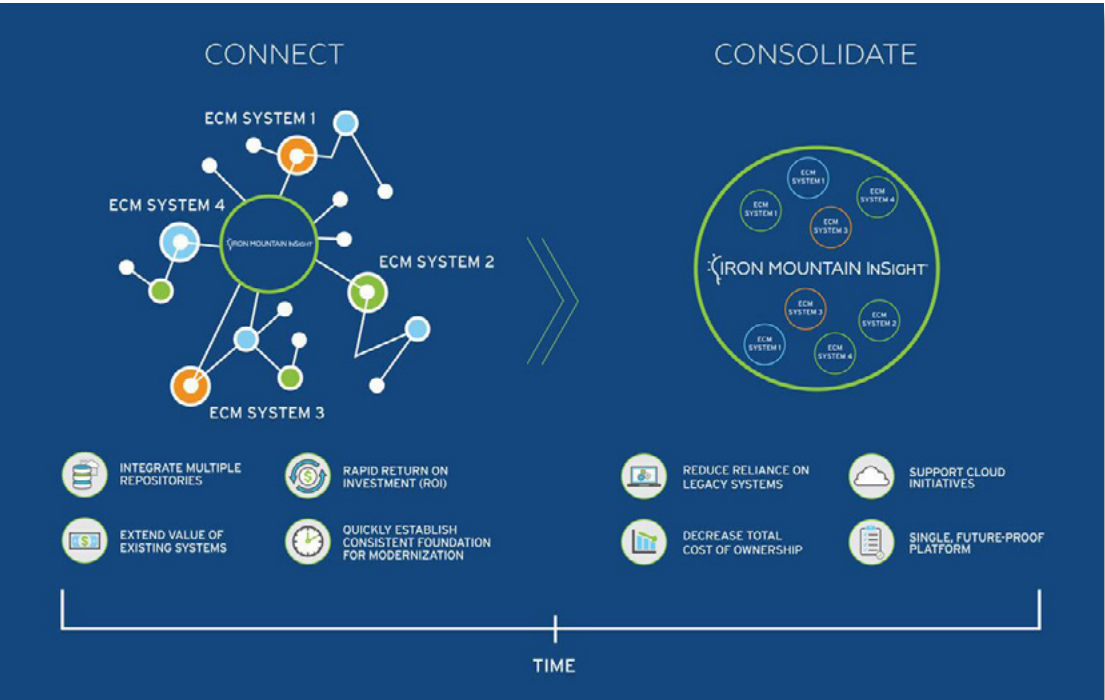 CONNECT
CONSOLIDATE
ECM SYSTEM 1
ECM SYSTEM 4
IRON MOUNTAIN INSIGHT
ECM SYSTEM 2
ECM SYSTEM 3
ECM
SYSTEM 1
ECM
SYSTEM 4
ECM
SYSTEM 1
ECM
SYSTEM 3
IRON MOUNTAIN INSIGHT
ECM
SYSTEM 3
ECM
SYSTEM 2
ECM
SYSTEM 1
ECM
SYSTEM 4
INTEGRATE MULTIPLE
REPOSITORIES
RAPID RETURN ON
INVESTMENT (ROI)
EXTEND VALUE OF
EXISTING SYSTEMS
QUICKLY ESTABLISH
CONSISTENT FOUNDATION
FOR MODERNIZATION
REDUCE RELIANCE ON
LEGACY SYSTEMS
SUPPORT CLOUD
INITIATIVES
DECREASE TOTAL
COST OF OWNERSHIP
SINGLE, FUTURE-PROOF
PLATFORM
TIME